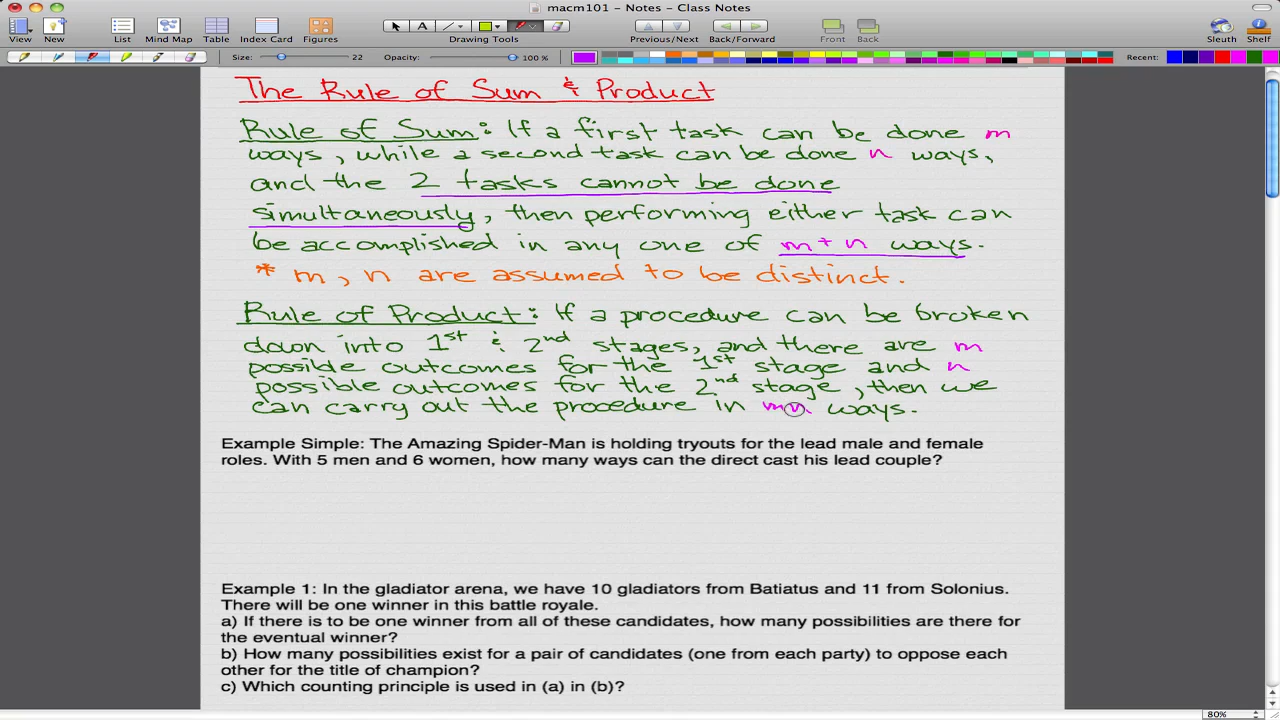 macm101 - Notes - Class Notes
View New List Mind Map Table Index Card Figures Drawing Tools Previous/Next Back/Forward Front Back Sleuth Shelf
Size: 22 Opacity: 100 % Recent:
The Rule of Sum & Product
Rule of Sum: If a first task can be done m
ways, while a second task can be done n ways,
and the 2 tasks cannot be done
simultaneously, then performing either task can
be accomplished in any one of m + n ways.
* m, n are assumed to be distinct.
Rule of Product: If a procedure can be broken
down into 1st & 2nd stages, and there are m
possible outcomes for the 1st stage and n
possible outcomes for the 2nd stage, then we
can carry out the procedure in mn ways.
Example Simple: The Amazing Spider-Man is holding tryouts for the lead male and female
roles. With 5 men and 6 women, how many ways can the direct cast his lead couple?
Example 1: In the gladiator arena, we have 10 gladiators from Batiatus and 11 from Solonius.
There will be one winner in this battle royale.
a) If there is to be one winner from all of these candidates, how many possibilities are there for
the eventual winner?
b) How many possibilities exist for a pair of candidates (one from each party) to oppose each
other for the title of champion?
c) Which counting principle is used in (a) in (b)?
80%